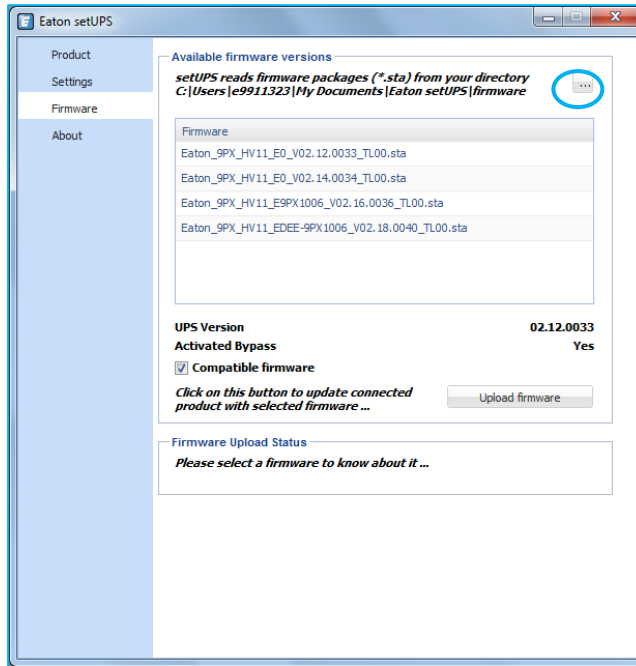 Eaton setUPS
Product
Settings
Firmware
About
Available firmware versions
setUPS reads firmware packages (*.sta) from your directory
C:|Users|e9911323|My Documents|Eaton setUPS|firmware
...
Firmware
Eaton_9PX_HV11_E0_V02.12.0033_TL00.sta
Eaton_9PX_HV11_E0_V02.14.0034_TL00.sta
Eaton_9PX_HV11_E9PX1006_V02.16.0036_TL00.sta
Eaton_9PX_HV11_EDEE-9PX1006_V02.18.0040_TL00.sta
UPS Version 02.12.0033
Activated Bypass Yes
Compatible firmware
Click on this button to update connected
product with selected firmware ...
Upload firmware
Firmware Upload Status
Please select a firmware to know about it ...